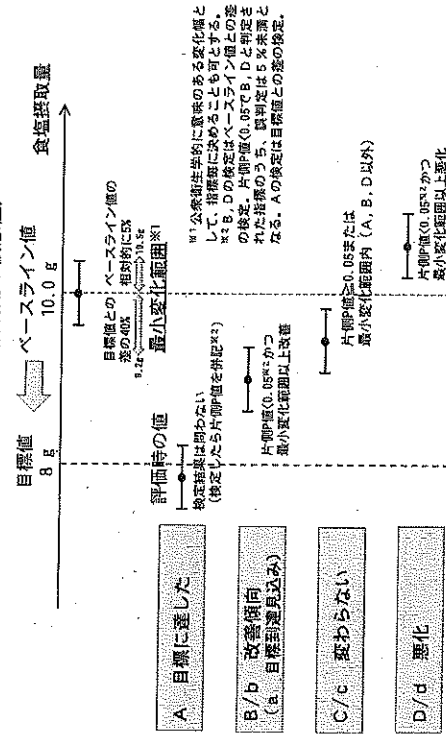 目標値
8 g
ベースライン値
10.0 g
食塩摂取量
目標値との
差の40%
ベースライン値の
相対的に5%
9.2g
10.5g
最小変化範囲※1
※1 公衆衛生学的に意味のある変化幅と
して、指標毎に決めることも可とする。
※2 B, Dの検定はベースライン値との差
の検定。片側P値<0.05でB, Dと判定さ
れた指標のうち、誤判定は5%未満と
なる。Aの検定は目標値との差の検定。
評価時の値
A 目標に達した
検定結果は問わない
(検定したら片側P値を併記※2)
B/b 改善傾向
(a 目標到達見込み)
片側P値<0.05※2かつ
最小変化範囲以上改善
C/c 変わらない
片側P値≧0.05または
最小変化範囲内 (A, B, D以外)
D/d 悪化
片側P値<0.05※2かつ
最小変化範囲以上悪化